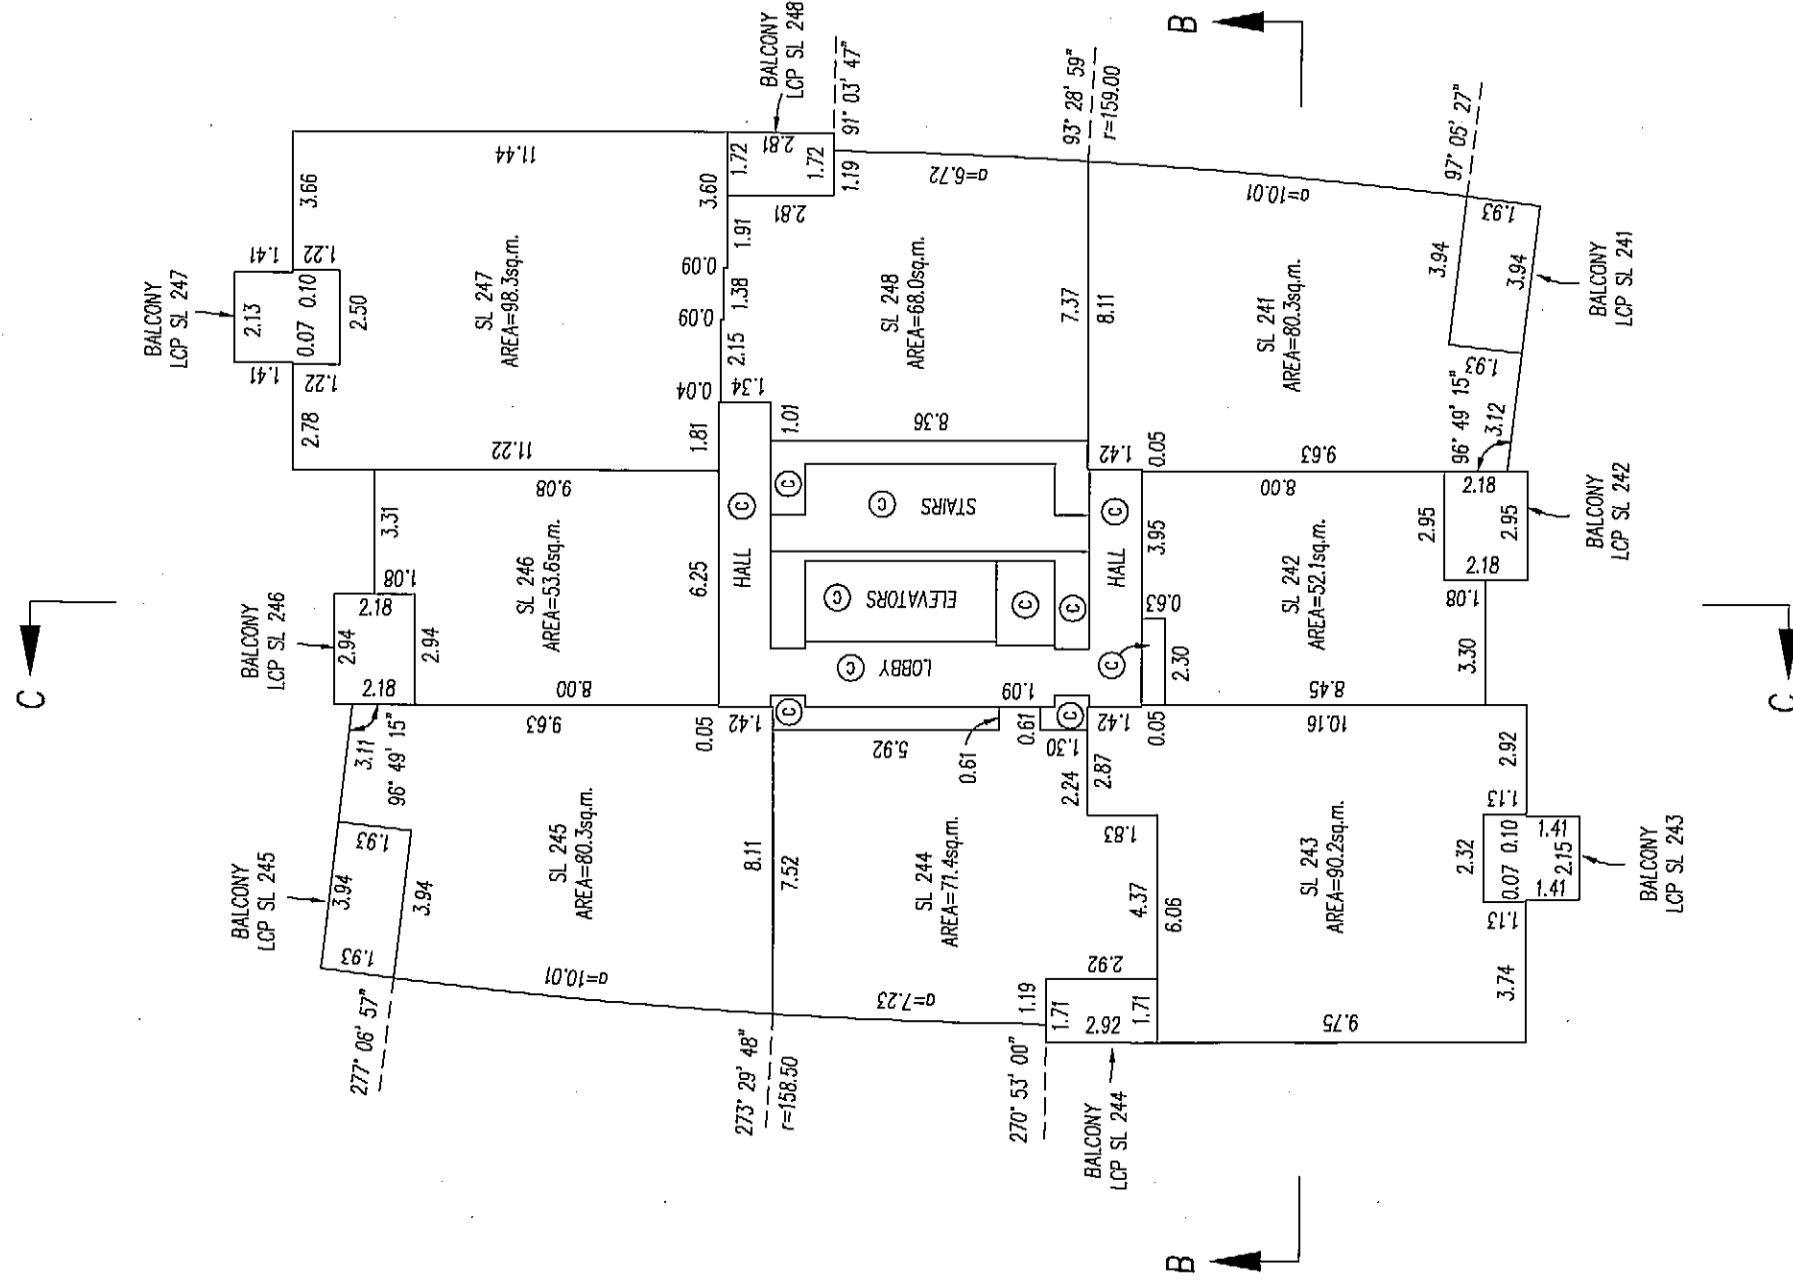 BALCONY
LCP SL 248
B
91° 03' 47"
BALCONY
LCP SL 247
1.41
2.13
1.41
1.22
0.07
0.10
1.22
2.50
3.66
2.78
11.44
SL 247
AREA=98.3sq.m.
11.22
3.60
1.72
2.81
1.72
1.19
2.81
1.91
0.09
1.38
0.09
2.15
0.04
1.34
1.81
1.01
93° 28' 59"
r=159.00
a=6.72
SL 248
AREA=68.0sq.m.
8.36
7.37
8.11
a=10.01
97° 05' 27"
SL 241
AREA=80.3sq.m.
1.93
3.94
3.94
1.93
BALCONY
LCP SL 241
96° 49' 15"
3.12
9.63
0.05
1.42
C
BALCONY
LCP SL 246
2.18
2.94
2.94
2.18
1.08
3.31
9.08
SL 246
AREA=53.6sq.m.
6.25
8.00
HALL
C
C
STAIRS
C
ELEVATORS
C
C
C
LOBBY
C
HALL
C
C
3.95
0.63
2.30
8.00
SL 242
AREA=52.1sq.m.
8.45
2.95
2.18
2.95
2.18
1.08
3.30
BALCONY
LCP SL 242
C
BALCONY
LCP SL 245
3.94
3.94
1.93
1.93
3.11
96° 49' 15"
9.63
0.05
1.42
SL 245
AREA=80.3sq.m.
a=10.01
277° 06' 57"
8.11
7.52
C
5.92
0.61
1.09
0.61
C
1.30
1.42
0.05
2.24
2.87
1.83
SL 244
AREA=71.4sq.m.
a=7.23
273° 29' 48"
r=158.50
4.37
6.06
2.92
1.19
1.71
2.92
1.71
270° 53' 00"
BALCONY
LCP SL 244
10.16
SL 243
AREA=90.2sq.m.
9.75
2.92
1.13
2.32
0.07
0.10
1.41
2.15
1.41
1.13
3.74
BALCONY
LCP SL 243
B